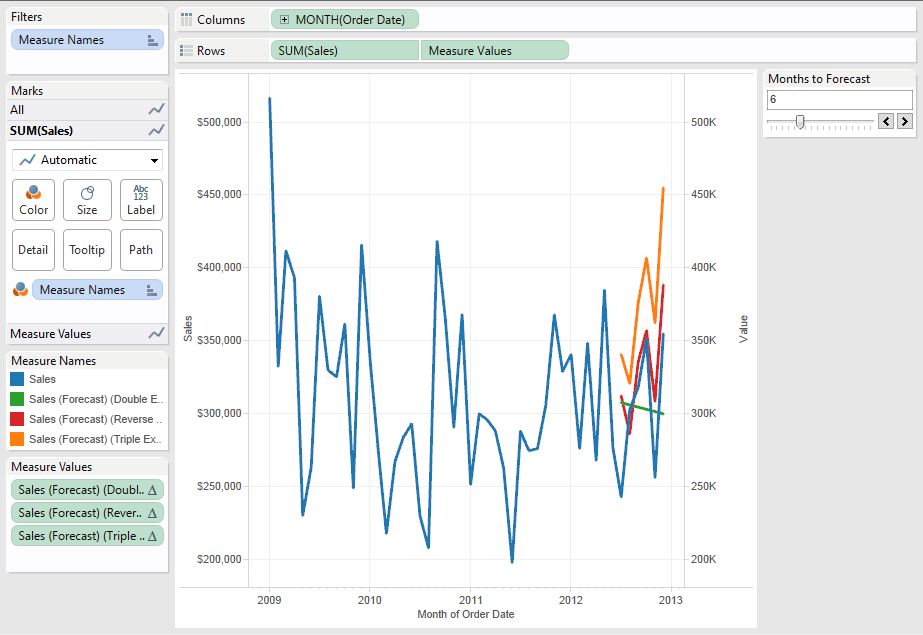 Filters
Measure Names
Marks
All
SUM(Sales)
Automatic
Color
Size
Abc
123
Label
Detail
Tooltip
Path
Measure Names
Measure Values
Measure Names
Sales
Sales (Forecast) (Double E..
Sales (Forecast) (Reverse ..
Sales (Forecast) (Triple Ex..
Measure Values
Sales (Forecast) (Doubl.. Δ
Sales (Forecast) (Rever.. Δ
Sales (Forecast) (Triple .. Δ
Columns
MONTH(Order Date)
Rows
SUM(Sales)
Measure Values
$500,000
$450,000
$400,000
$350,000
$300,000
$250,000
$200,000
Sales
500K
450K
400K
350K
300K
250K
200K
Value
2009 2010 2011 2012 2013
Month of Order Date
Months to Forecast
6